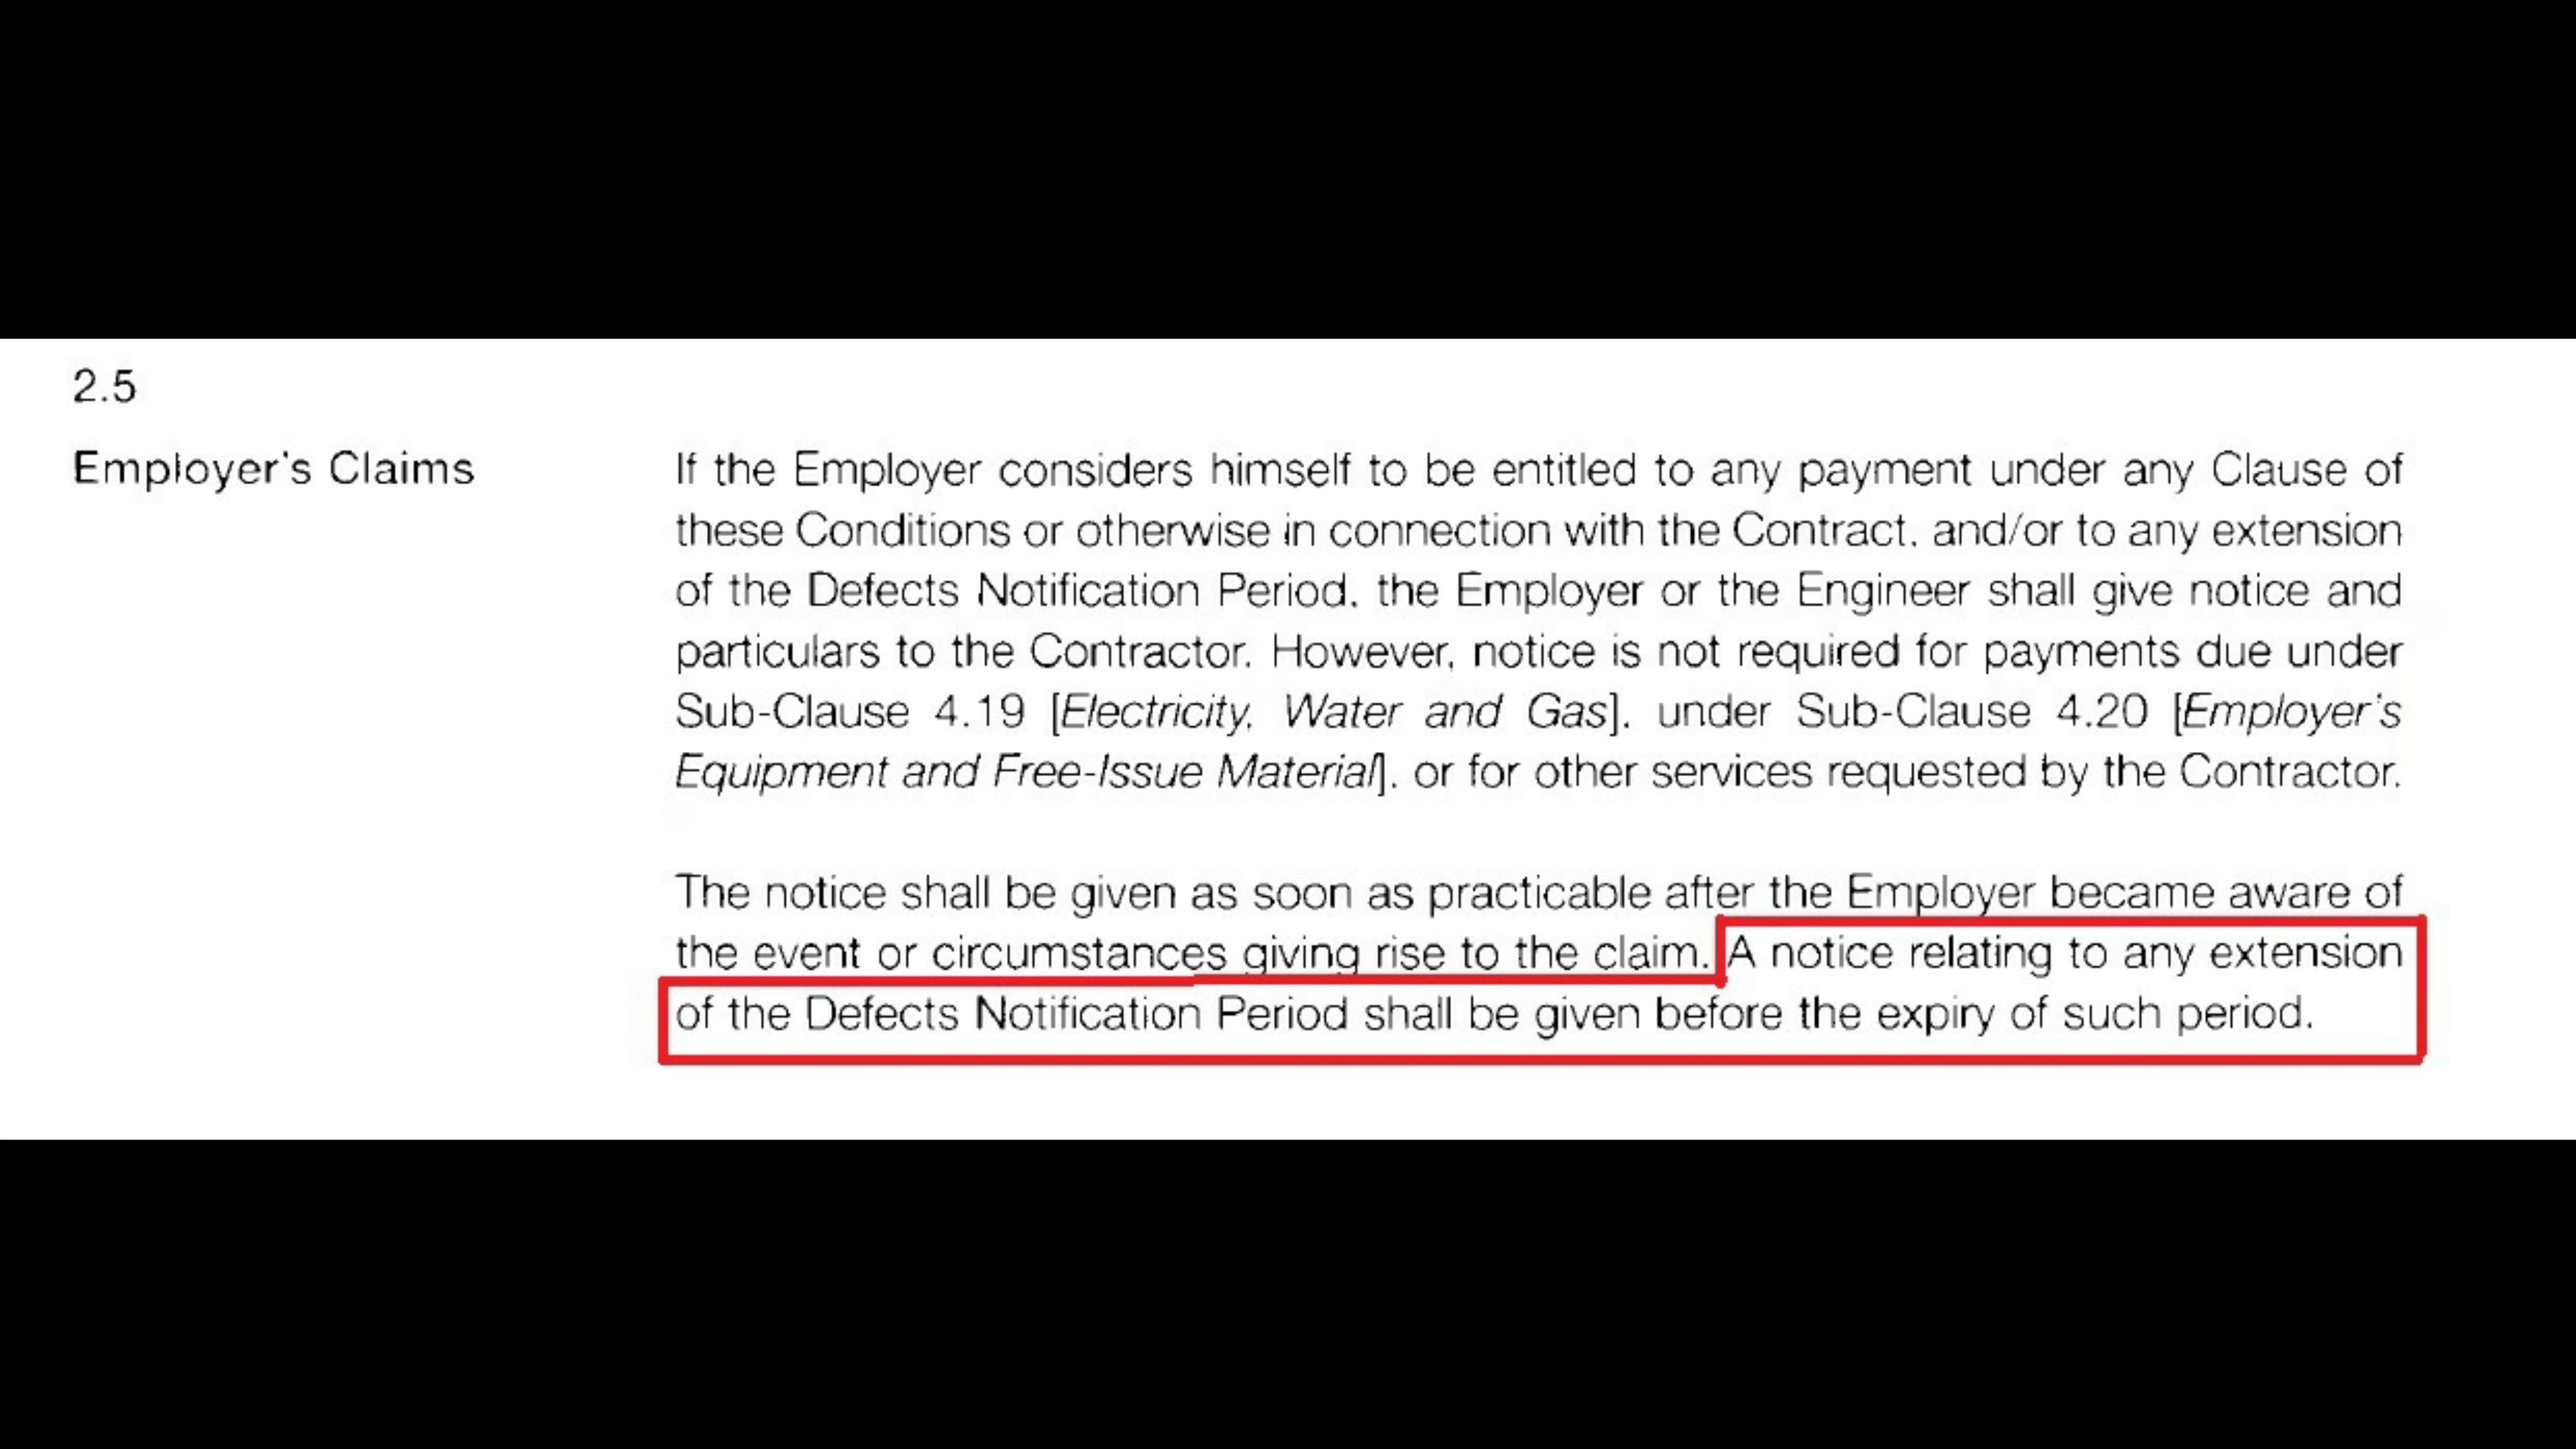 2.5
Employer's Claims
If the Employer considers himself to be entitled to any payment under any Clause of
these Conditions or otherwise in connection with the Contract, and/or to any extension
of the Defects Notification Period, the Employer or the Engineer shall give notice and
particulars to the Contractor. However, notice is not required for payments due under
Sub-Clause 4.19 [Electricity, Water and Gas], under Sub-Clause 4.20 [Employer's
Equipment and Free-Issue Material], or for other services requested by the Contractor.
The notice shall be given as soon as practicable after the Employer became aware of
the event or circumstances giving rise to the claim. A notice relating to any extension
of the Defects Notification Period shall be given before the expiry of such period.